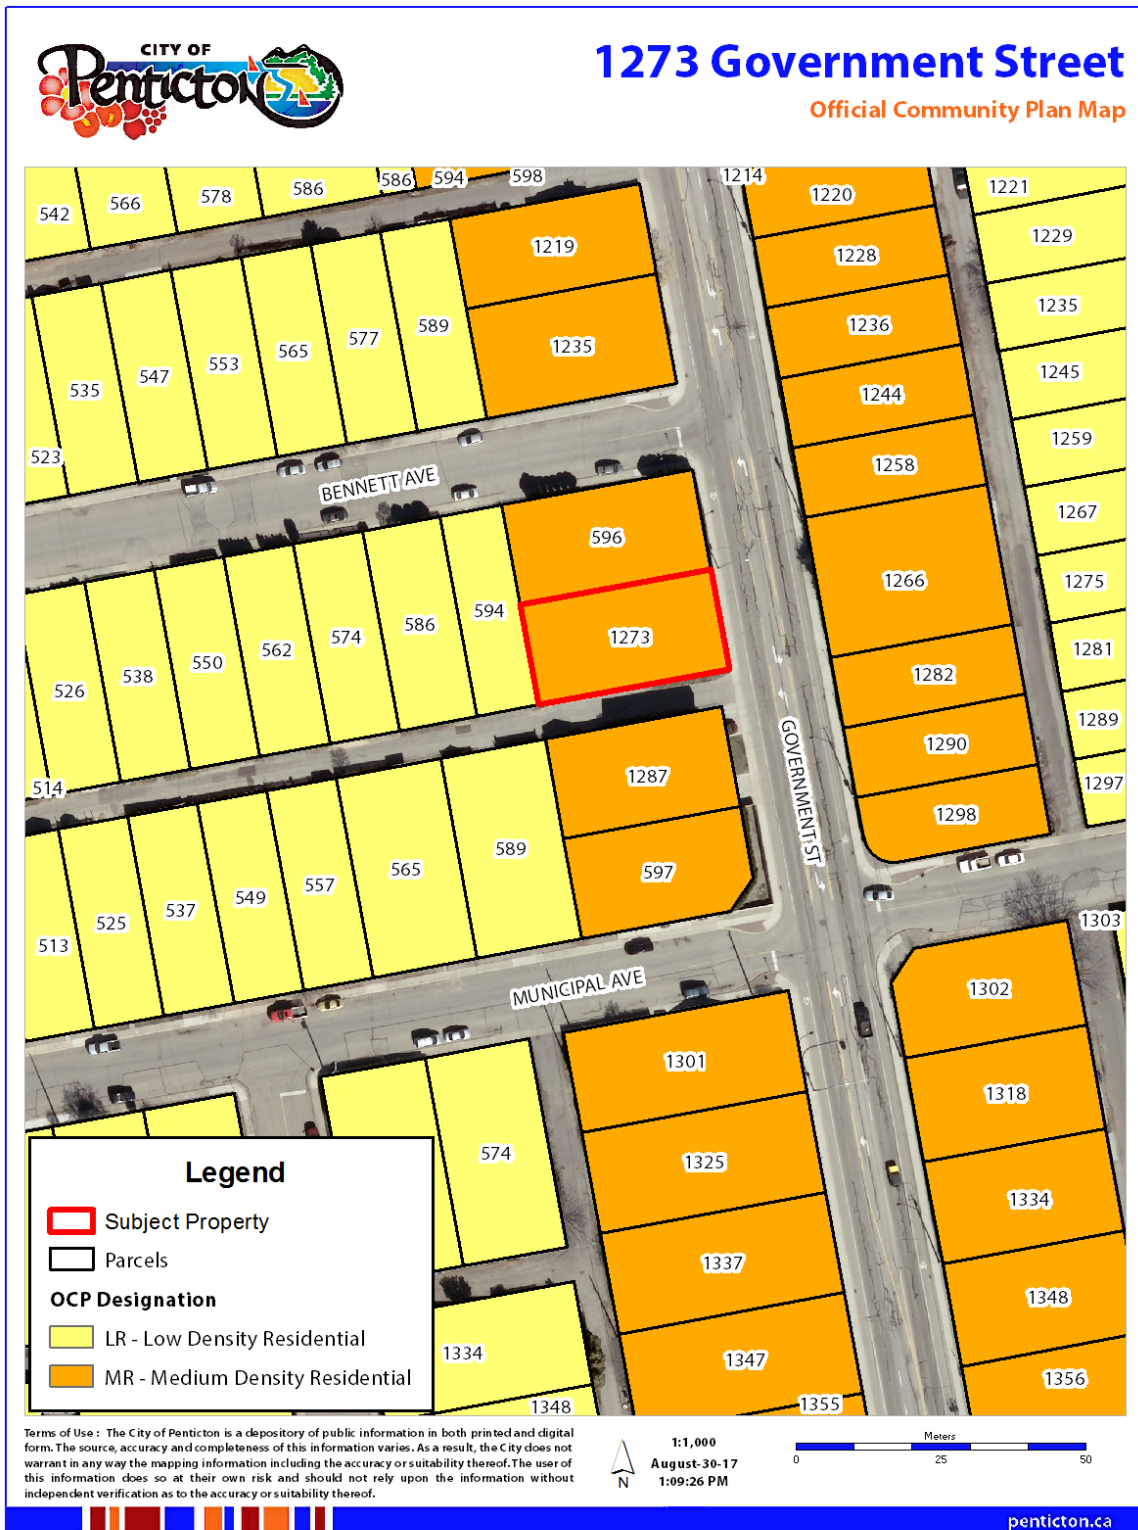 CITY OF
Penticton
1273 Government Street
Official Community Plan Map
542
566
578
586
586
594
598
1214
1220
1221
1219
1228
1229
1235
1236
1235
523
535
547
553
565
577
589
1244
1245
1258
1259
BENNETT AVE
1267
596
1266
1275
526
538
550
562
574
586
594
1273
1282
1281
514
1287
GOVERNMENT ST
1290
1289
1298
1297
513
525
537
549
557
565
589
597
1303
MUNICIPAL AVE
1302
1301
1318
574
1325
1334
1337
1348
1334
1347
1356
1348
1355
Legend
Subject Property
Parcels
OCP Designation
LR - Low Density Residential
MR - Medium Density Residential
Terms of Use : The City of Penticton is a depository of public information in both printed and digital
form. The source, accuracy and completeness of this information varies. As a result, the City does not
warrant in any way the mapping information including the accuracy or suitability thereof. The user of
this information does so at their own risk and should not rely upon the information without
independent verification as to the accuracy or suitability thereof.
N
1:1,000
August-30-17
1:09:26 PM
Meters
0 25 50
penticton.ca